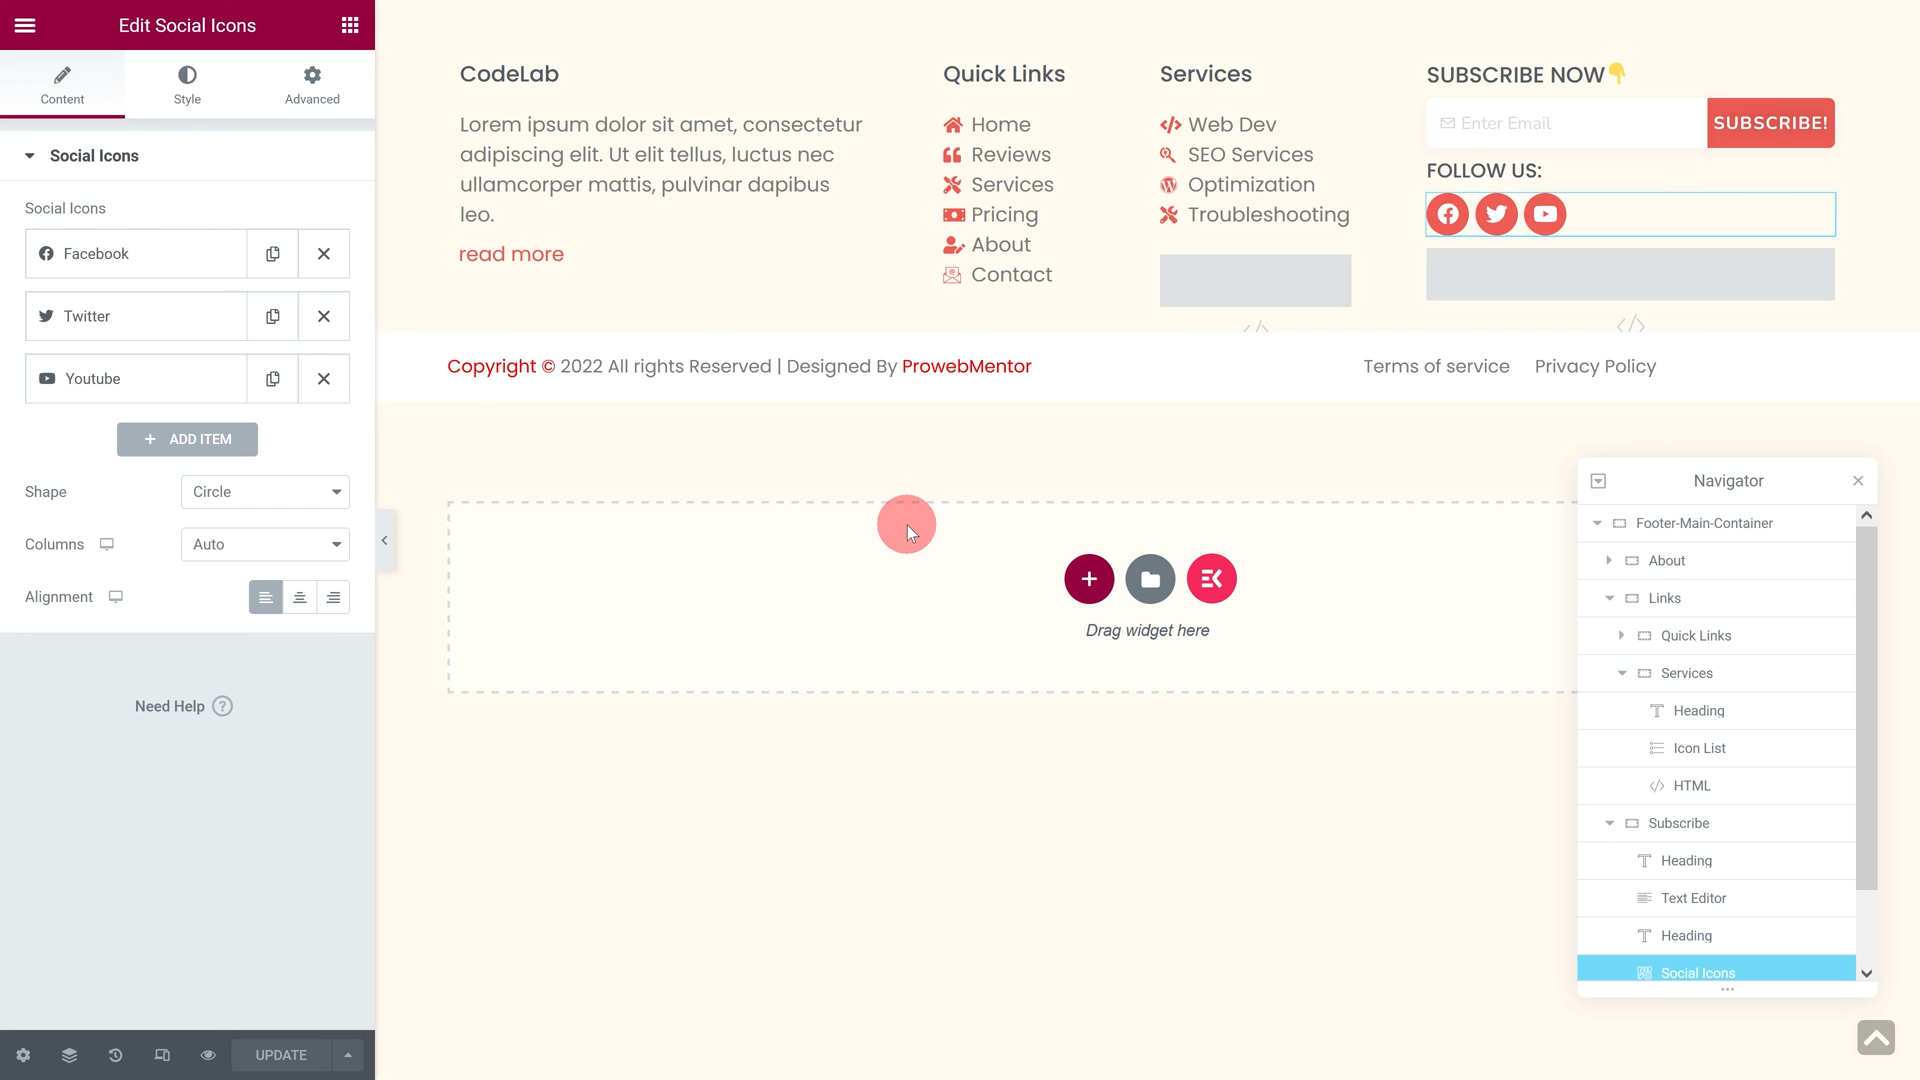 Edit Social Icons
Content
Style
Advanced
Social Icons
Social Icons
Facebook
Twitter
Youtube
+ ADD ITEM
Shape
Circle
Columns
Auto
Alignment
Need Help ?
UPDATE
CodeLab
Lorem ipsum dolor sit amet, consectetur
adipiscing elit. Ut elit tellus, luctus nec
ullamcorper mattis, pulvinar dapibus
leo.
read more
Quick Links
Home
Reviews
Services
Pricing
About
Contact
Services
Web Dev
SEO Services
Optimization
Troubleshooting
SUBSCRIBE NOW👇
Enter Email
SUBSCRIBE!
FOLLOW US:
Copyright © 2022 All rights Reserved | Designed By ProwebMentor
Terms of service
Privacy Policy
Drag widget here
Navigator
Footer-Main-Container
About
Links
Quick Links
Services
Heading
Icon List
HTML
Subscribe
Heading
Text Editor
Heading
Social Icons